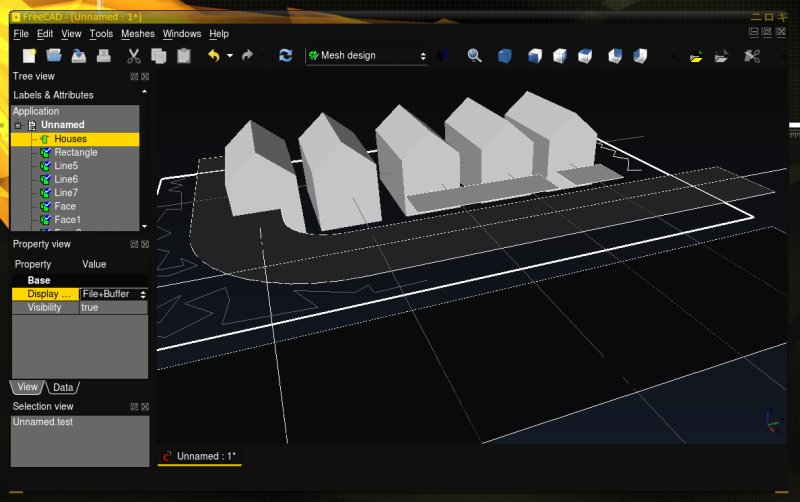 FreeCAD - [Unnamed : 1*]
File Edit View Tools Meshes Windows Help
Mesh design
Tree view
Labels & Attributes
Application
Unnamed
Houses
Rectangle
Line5
Line6
Line7
Face
Face1
Property view
Property Value
Base
Display ... File+Buffer
Visibility true
View Data
Selection view
Unnamed.test
Unnamed : 1*